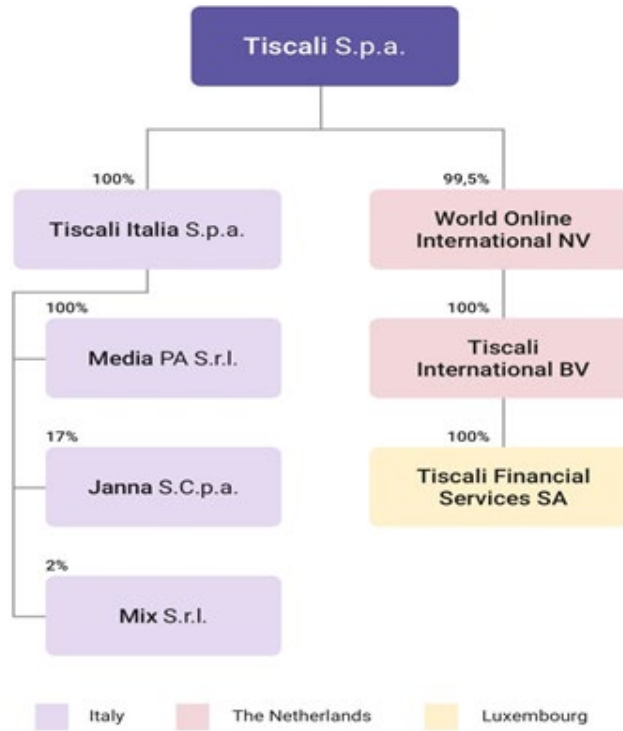 Tiscali S.p.a.
100%
Tiscali Italia S.p.a.
100%
Media PA S.r.l.
17%
Janna S.C.p.a.
2%
Mix S.r.l.
99,5%
World Online
International NV
100%
Tiscali
International BV
100%
Tiscali Financial
Services SA
Italy
The Netherlands
Luxembourg